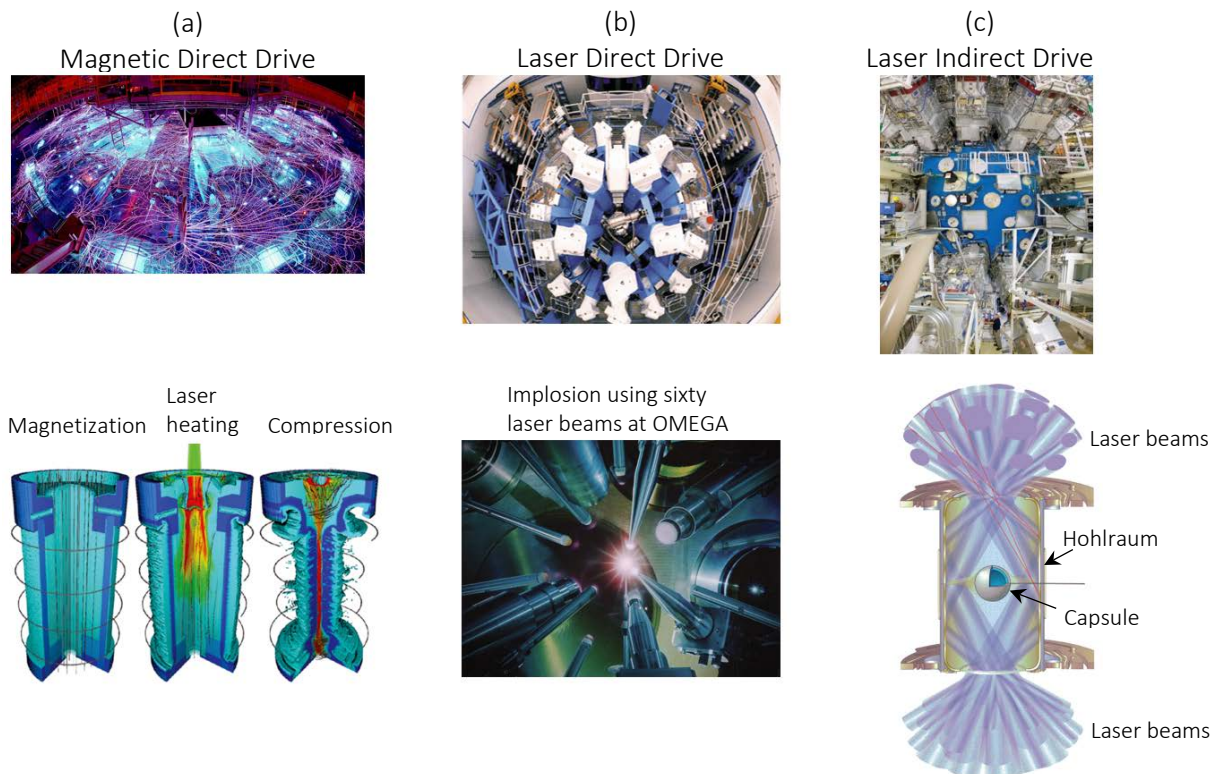 (a)
Magnetic Direct Drive
(b)
Laser Direct Drive
(c)
Laser Indirect Drive
Magnetization
Laser
heating
Compression
Implosion using sixty
laser beams at OMEGA
Laser beams
Hohlraum
Capsule
Laser beams